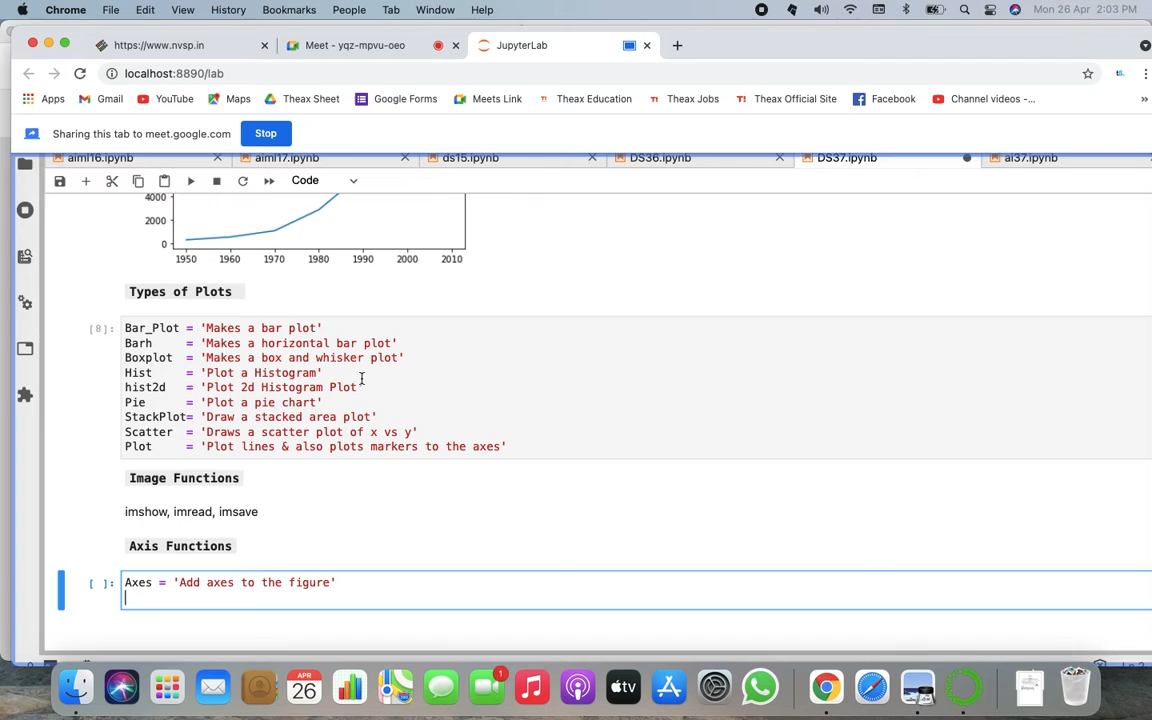 Chrome File Edit View History Bookmarks People Tab Window Help Mon 26 Apr 2:03 PM
https://www.nvsp.in Meet - yqz-mpvu-oeo JupyterLab
localhost:8890/lab
Apps Gmail YouTube Maps Theax Sheet Google Forms Meets Link Theax Education Theax Jobs Theax Official Site Facebook Channel videos -...
Sharing this tab to meet.google.com Stop
aiml16.ipynb aiml17.ipynb ds15.ipynb DS36.ipynb DS37.ipynb ai37.ipynb
Code
4000
2000
0
1950 1960 1970 1980 1990 2000 2010
Types of Plots
[8]: Bar_Plot = 'Makes a bar plot'
Barh = 'Makes a horizontal bar plot'
Boxplot = 'Makes a box and whisker plot'
Hist = 'Plot a Histogram'
hist2d = 'Plot 2d Histogram Plot'
Pie = 'Plot a pie chart'
StackPlot= 'Draw a stacked area plot'
Scatter = 'Draws a scatter plot of x vs y'
Plot = 'Plot lines & also plots markers to the axes'
Image Functions
imshow, imread, imsave
Axis Functions
[ ]: Axes = 'Add axes to the figure'
APR
26
1
tv